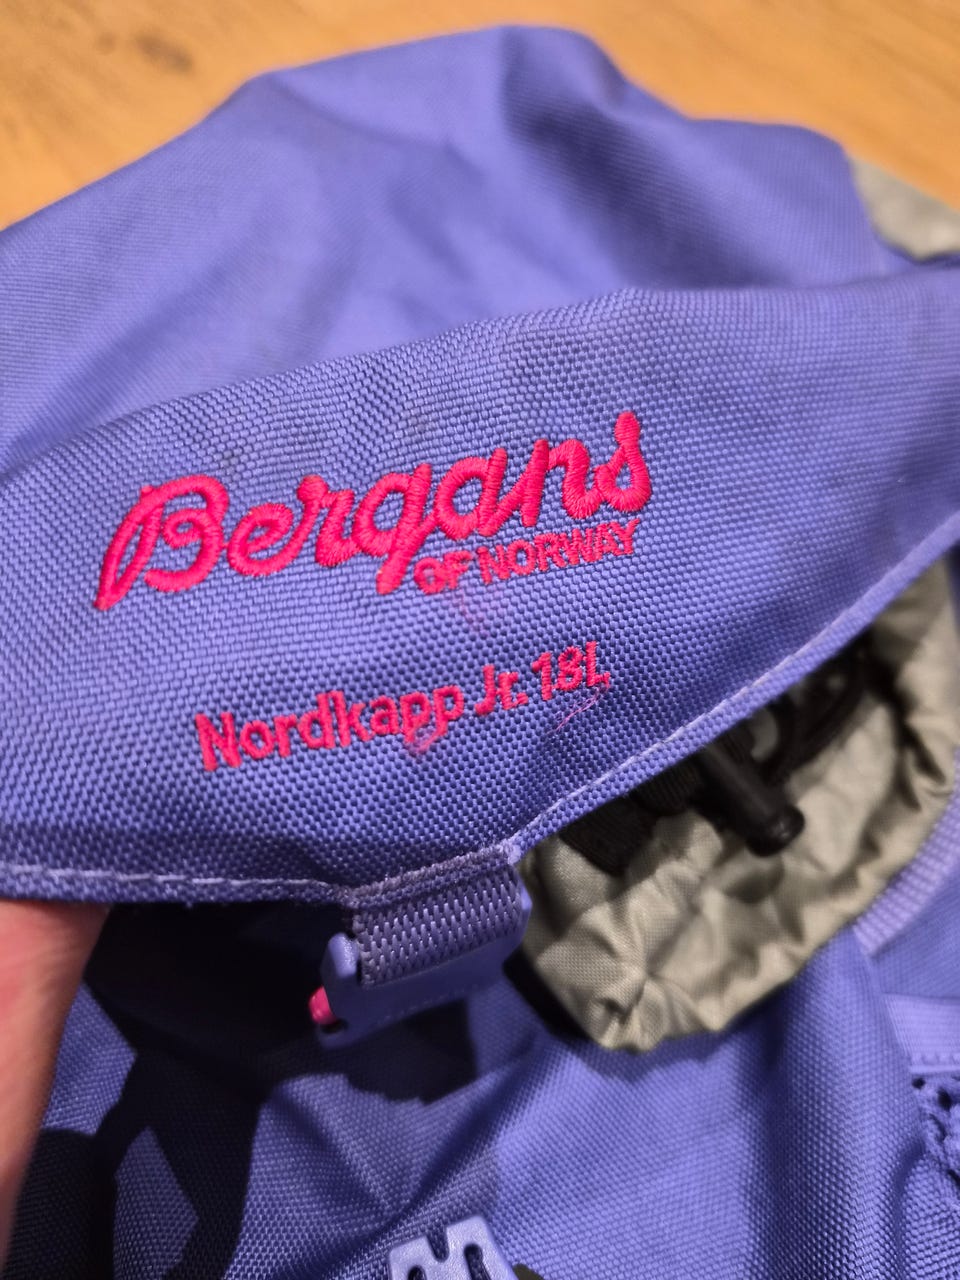 Bergans
OF NORWAY
Nordkapp Jr. 18L